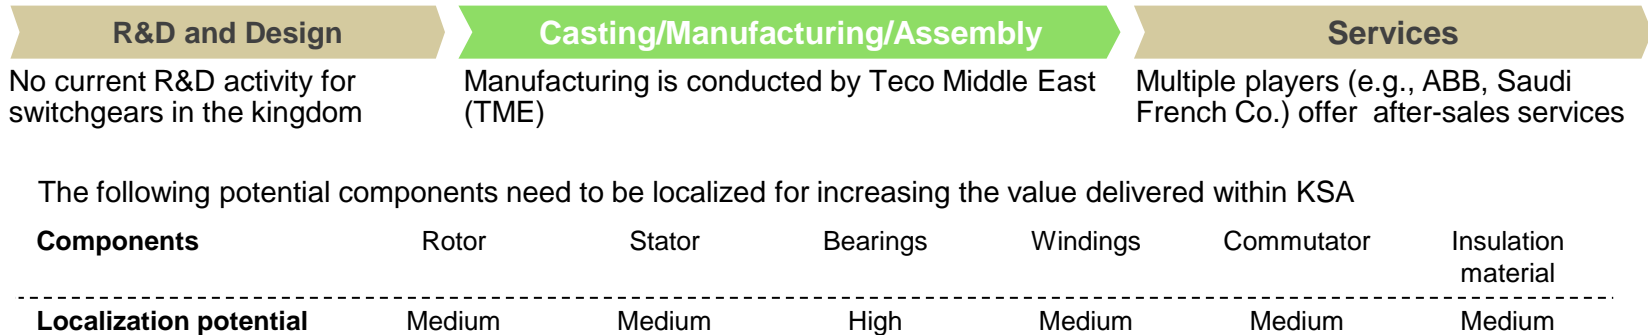 R&D and Design
Casting/Manufacturing/Assembly
Services
No current R&D activity for
switchgears in the kingdom
Manufacturing is conducted by Teco Middle East
(TME)
Multiple players (e.g., ABB, Saudi
French Co.) offer  after-sales services
The following potential components need to be localized for increasing the value delivered within KSA
Components Rotor Stator Bearings Windings Commutator Insulation
material
Localization potential Medium Medium High Medium Medium Medium